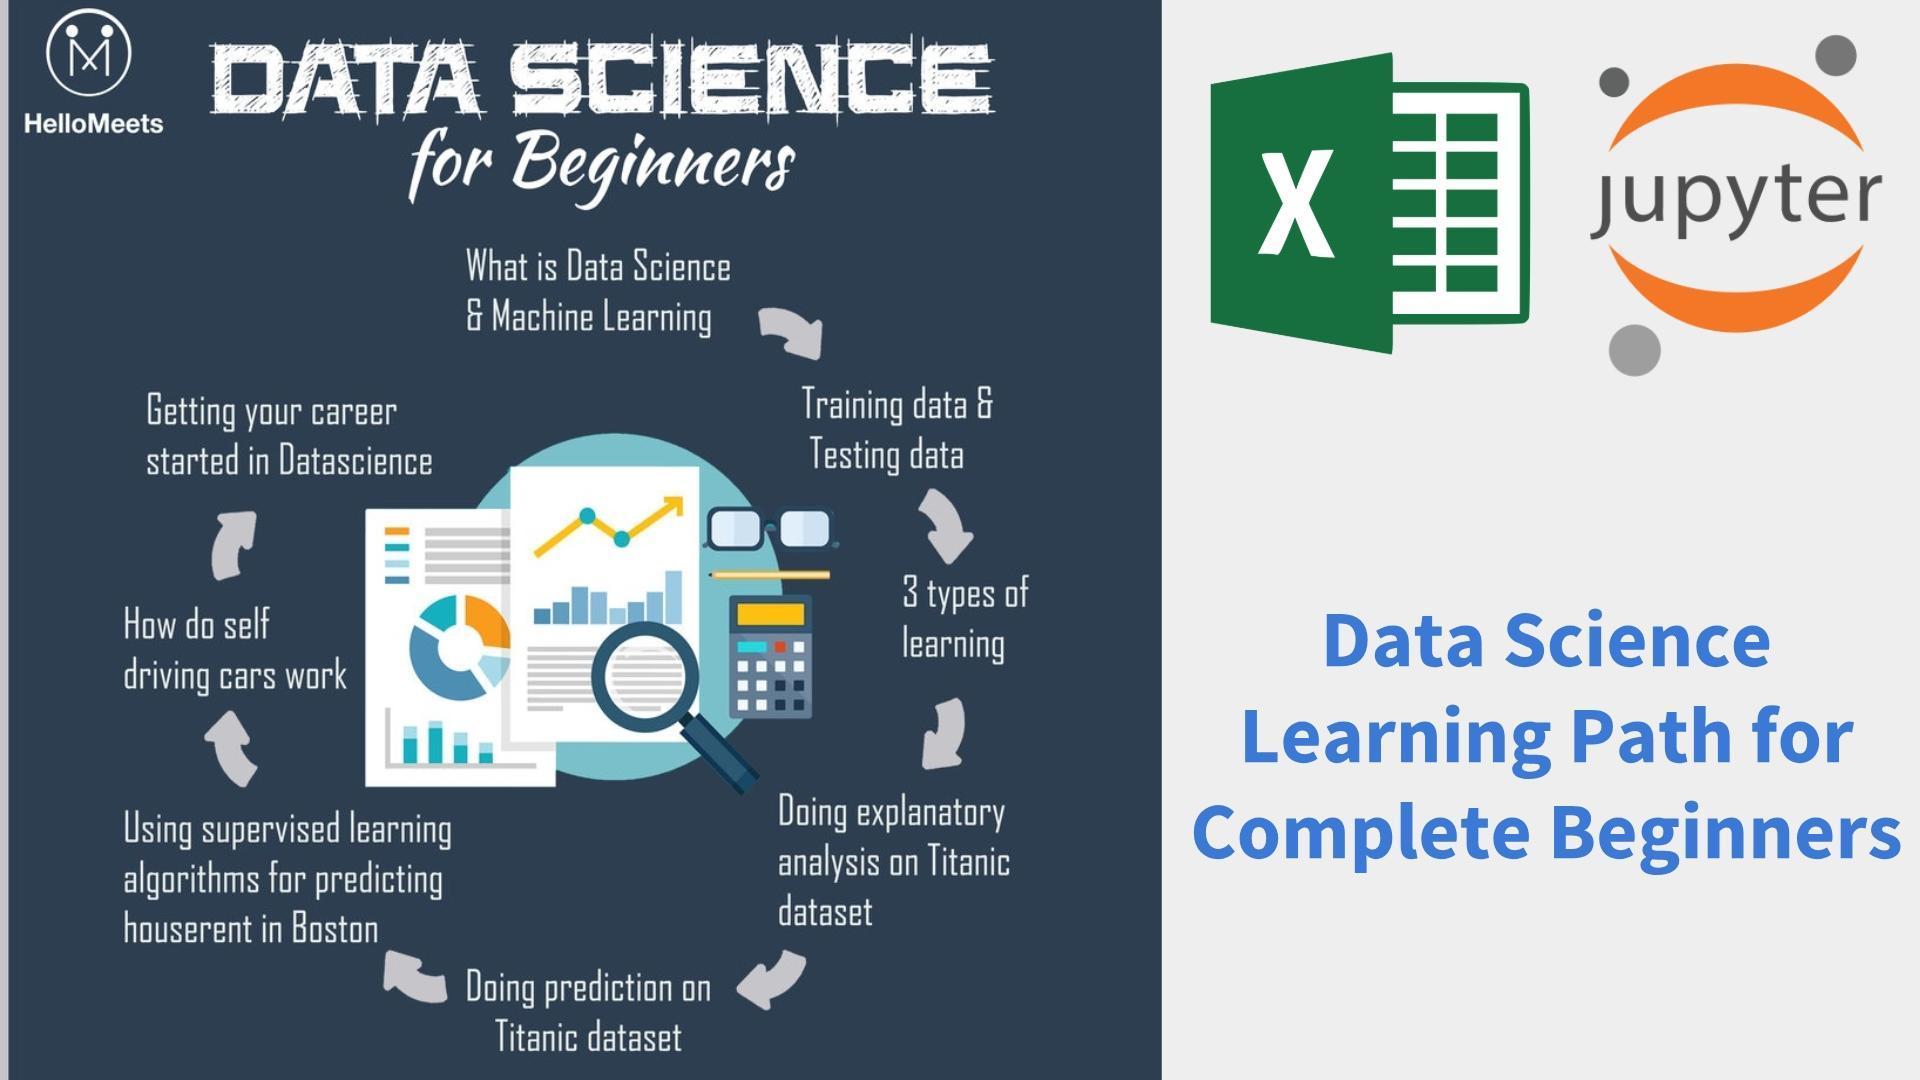 HelloMeets
DATA SCIENCE
for Beginners
What is Data Science
& Machine Learning
Training data &
Testing data
3 types of
learning
Doing explanatory
analysis on Titanic
dataset
Doing prediction on
Titanic dataset
Using supervised learning
algorithms for predicting
houserent in Boston
How do self
driving cars work
Getting your career
started in Datascience
X
jupyter
Data Science
Learning Path for
Complete Beginners